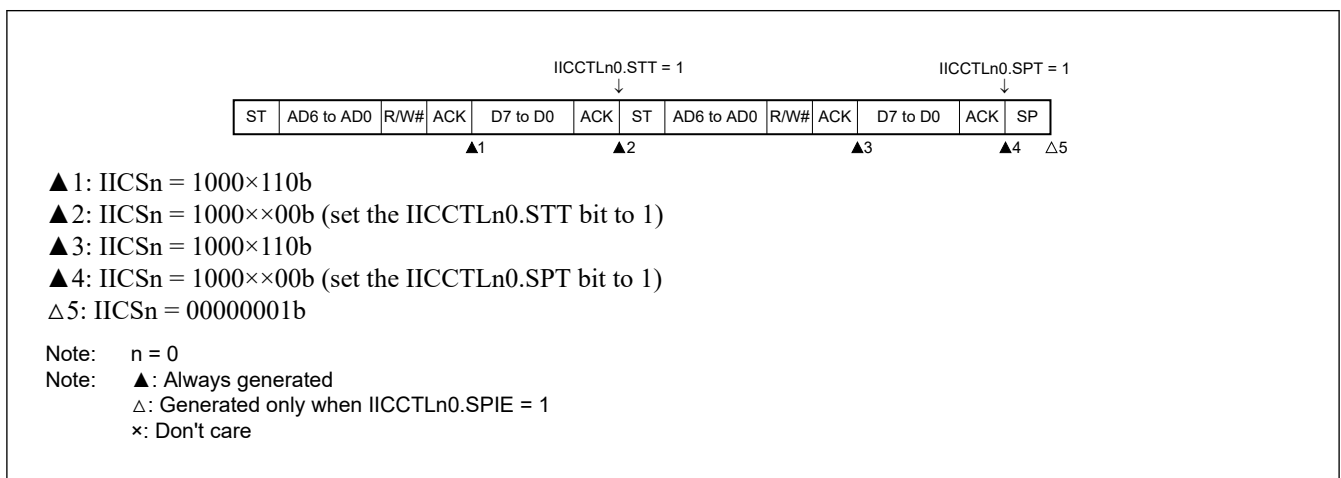 IICCTLn0.STT = 1 IICCTLn0.SPT = 1
↓ ↓
ST AD6 to AD0 R/W# ACK D7 to D0 ACK ST AD6 to AD0 R/W# ACK D7 to D0 ACK SP
▲1 ▲2 ▲3 ▲4 △5
▲1: IICSn = 1000×110b
▲2: IICSn = 1000××00b (set the IICCTLn0.STT bit to 1)
▲3: IICSn = 1000×110b
▲4: IICSn = 1000××00b (set the IICCTLn0.SPT bit to 1)
△5: IICSn = 00000001b
Note: n = 0
Note: ▲: Always generated
△: Generated only when IICCTLn0.SPIE = 1
×: Don't care